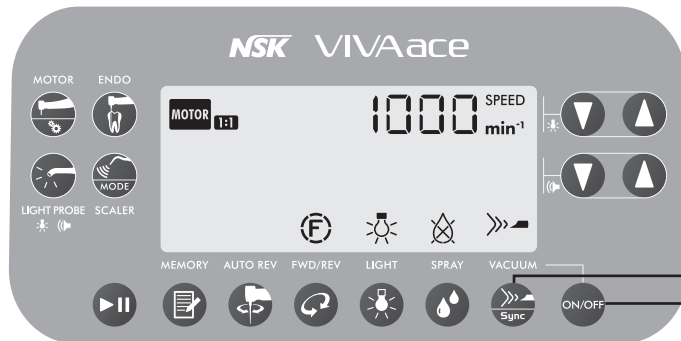 NSK VIVAace
MOTOR ENDO
MOTOR 1:1 1000 SPEED
min⁻¹
MODE
LIGHT PROBE SCALER
F
MEMORY AUTO REV FWD/REV LIGHT SPRAY VACUUM
Sync ON/OFF